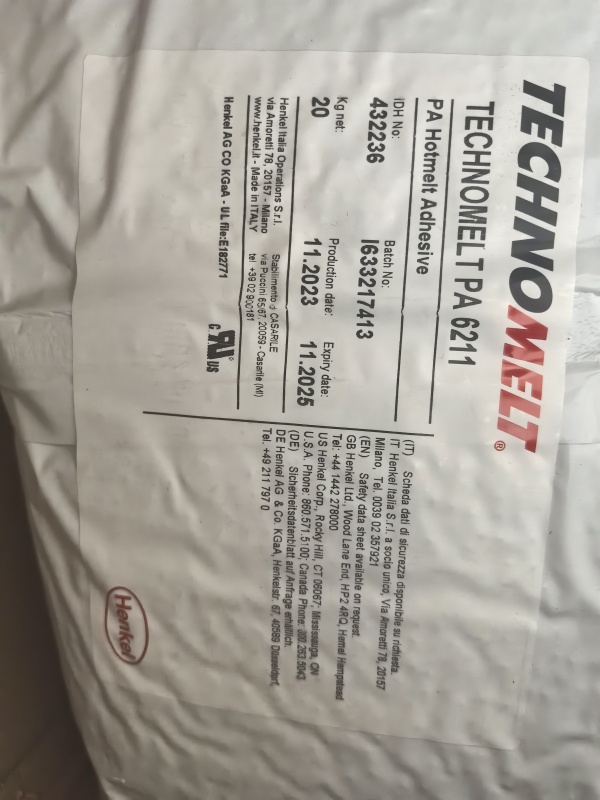 TECHNOMELT®
TECHNOMELT PA 6211
PA Hotmelt Adhesive
IDH No:
432236
Batch No:
I633217413
Kg net:
20
Production date:
11.2023
Expiry date:
11.2025
Henkel Italia Operations S.r.l.
via Amoretti 78, 20157 - Milano
www.henkel.it - Made in ITALY
Stabilimento di CASARILE
via Puccini 65/67, 20059 - Casarile (MI)
tel +39 02 900181
Henkel AG CO KGaA - UL file:E182771
c RU US
(IT) Scheda dati di sicurezza disponibile su richiesta.
IT Henkel Italia S.r.l. a socio unico, Via Amoretti 78, 20157
Milano, Tel. 0039 02 357921
(EN) Safety data sheet available on request.
GB Henkel Ltd., Wood Lane End, HP2 4RQ, Hemel Hempstead
Tel: +44 1442 278000
US Henkel Corp., Rocky Hill, CT 06067; Mississauga, CN
U.S.A. Phone: 860.571.5100; Canada Phone:
(DE) Sicherheitsdatenblatt auf Anfrage erhältlich.
DE Henkel AG & Co. KGaA, Henkelstr. 67, 40589 Düsseldorf,
Tel: +49 211 797 0
Henkel